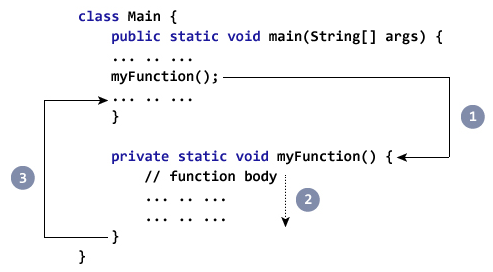 class Main {
public static void main(String[] args) {
... .. ...
myFunction();
... .. ...
}
1
private static void myFunction() {
3
// function body
2
... .. ...
... .. ...
}
}